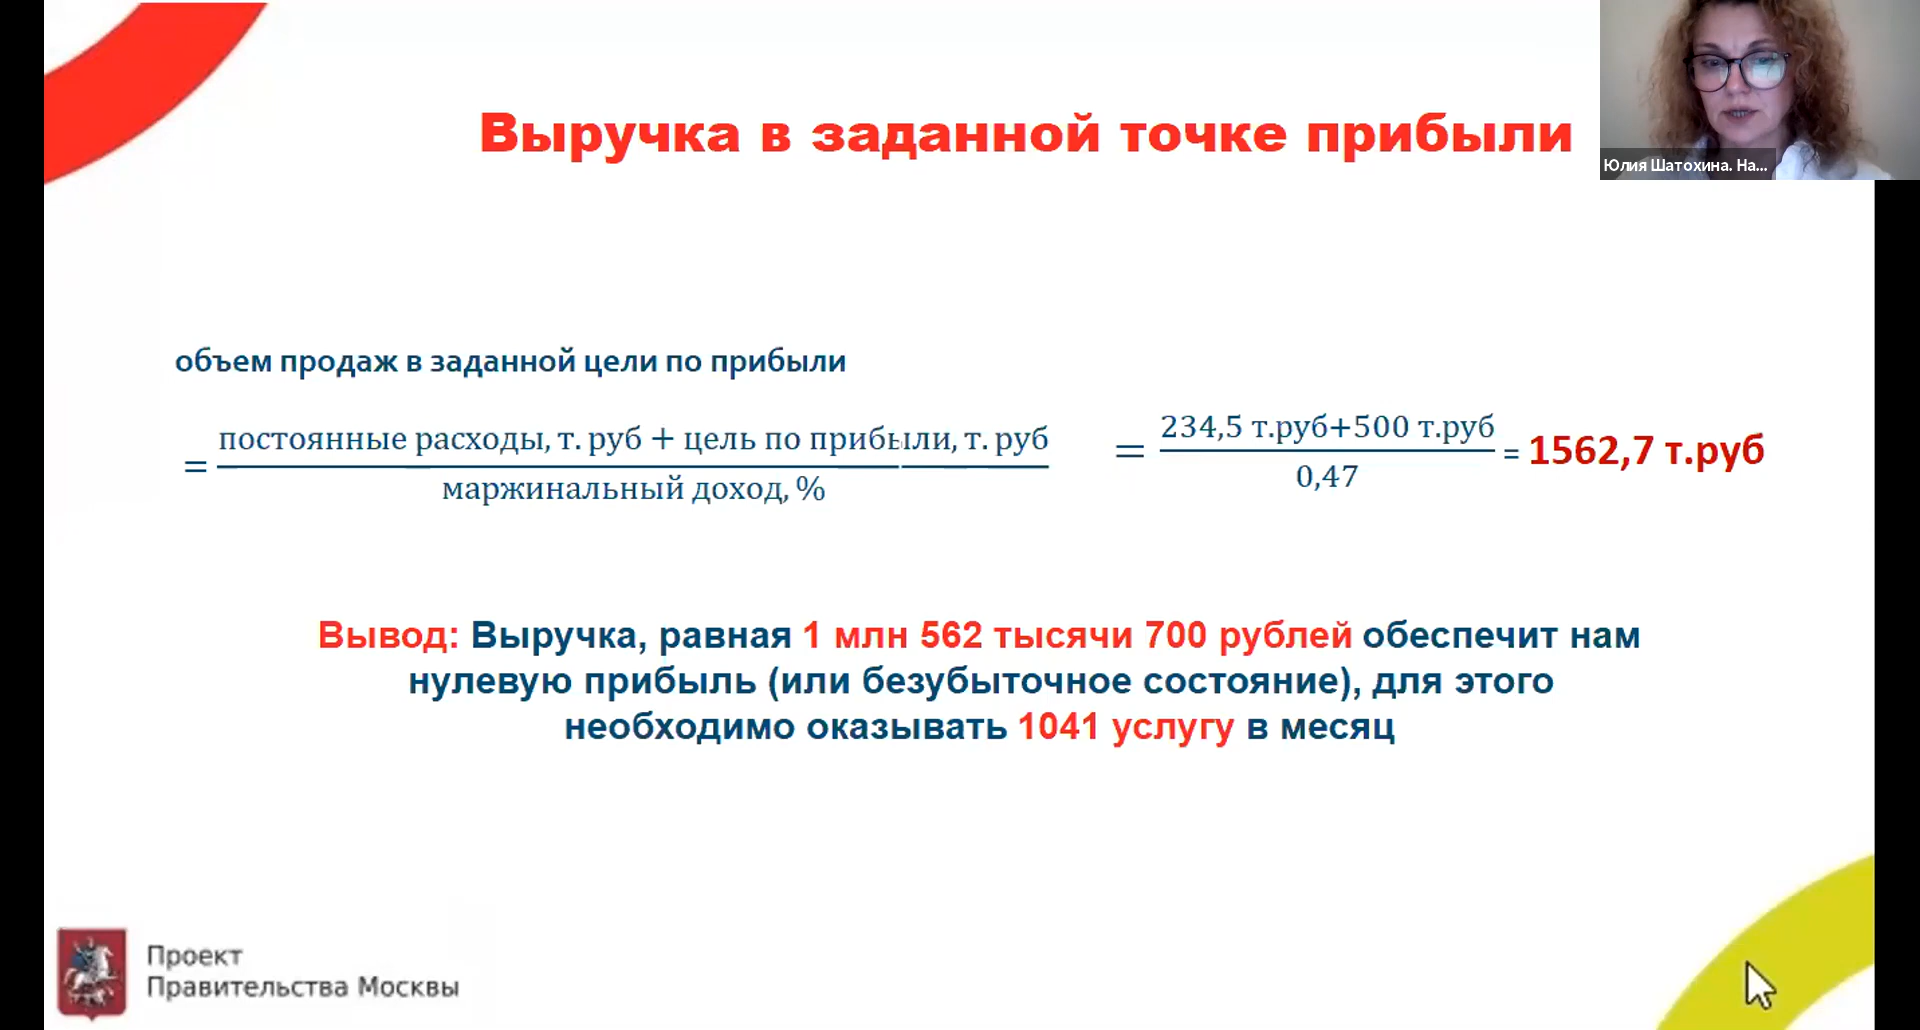 Выручка в заданной точке прибыли
Юлия Шатохина. На...
объем продаж в заданной цели по прибыли
= постоянные расходы, т. руб + цель по прибыли, т. руб
маржинальный доход, %
= 234,5 т.руб+500 т.руб
0,47
= 1562,7 т.руб
Вывод: Выручка, равная 1 млн 562 тысячи 700 рублей обеспечит нам
нулевую прибыль (или безубыточное состояние), для этого
необходимо оказывать 1041 услугу в месяц
Проект
Правительства Москвы